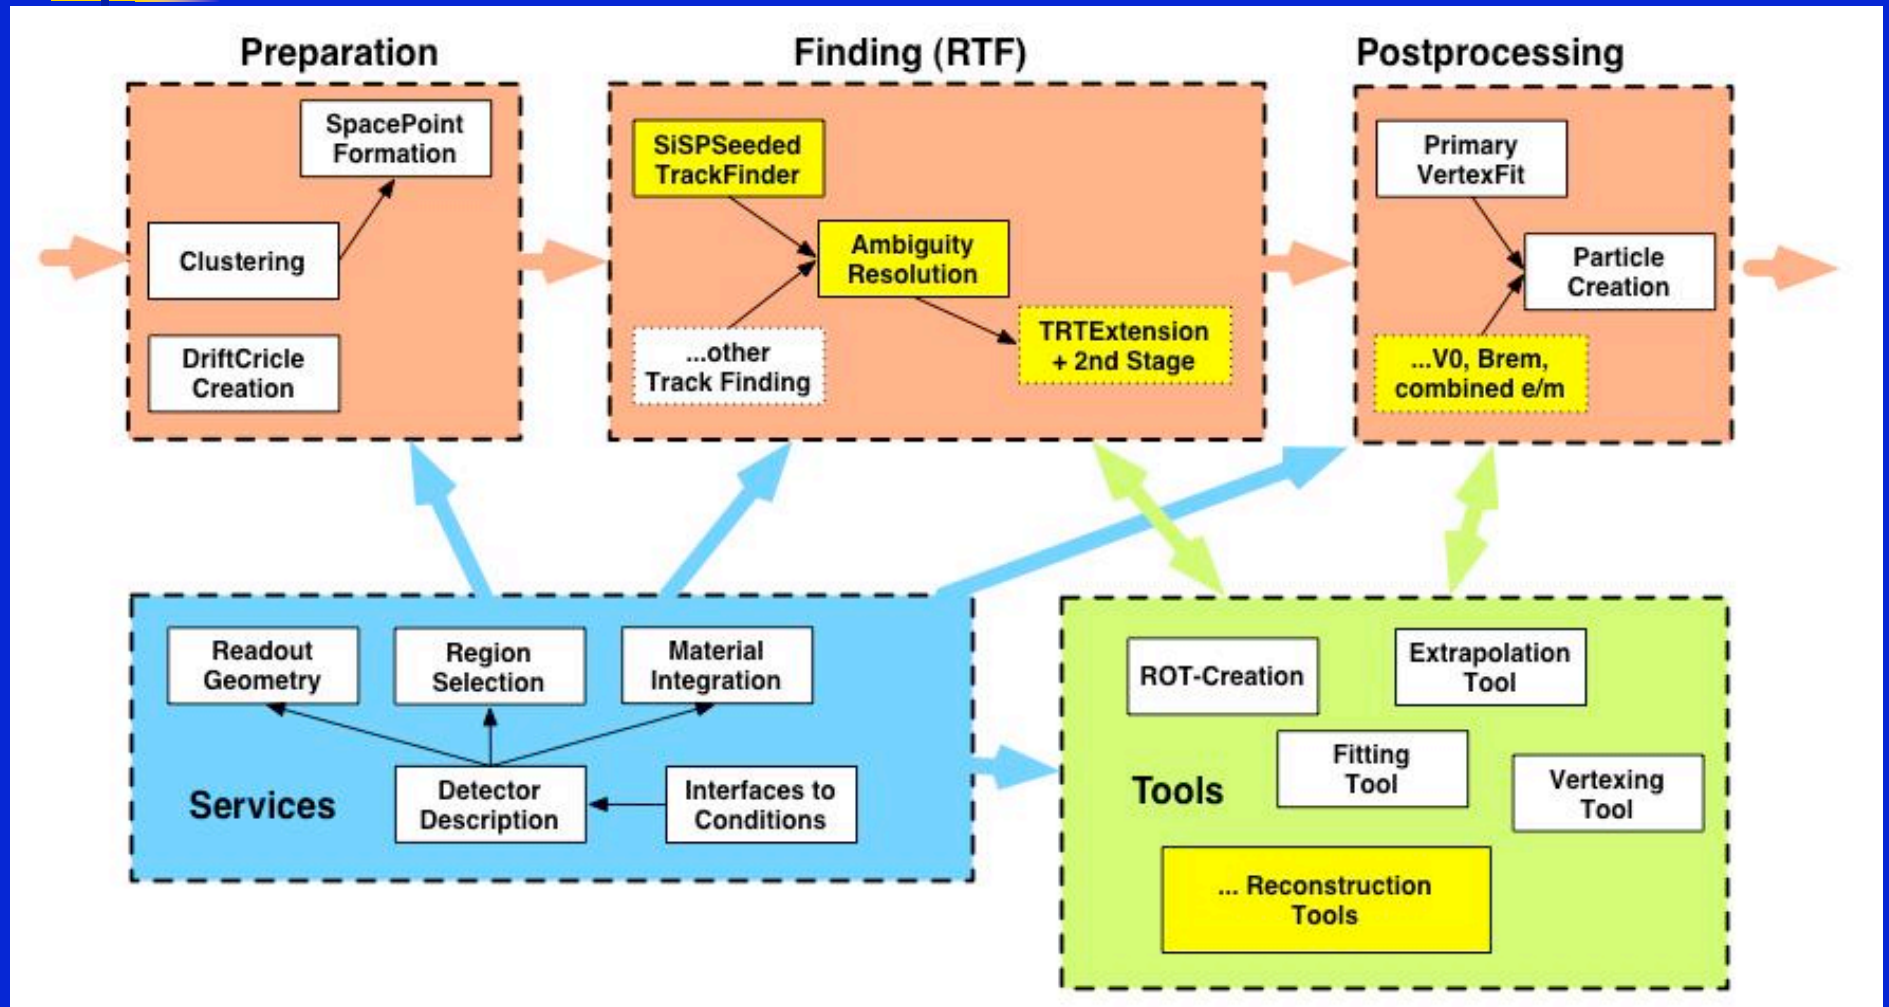 Preparation
SpacePoint
Formation
Clustering
DriftCricle
Creation
Finding (RTF)
SiSPSeeded
TrackFinder
Ambiguity
Resolution
...other
Track Finding
TRTExtension
+ 2nd Stage
Postprocessing
Primary
VertexFit
Particle
Creation
...V0, Brem,
combined e/m
Readout
Geometry
Region
Selection
Material
Integration
Services
Detector
Description
Interfaces to
Conditions
ROT-Creation
Extrapolation
Tool
Fitting
Tool
Tools
Vertexing
Tool
... Reconstruction
Tools